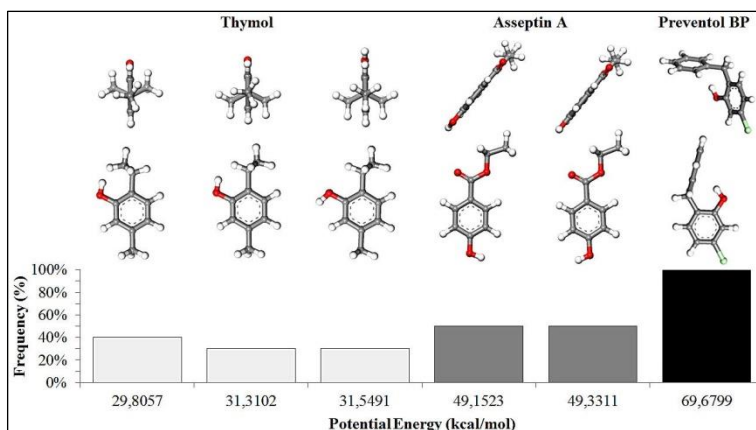 Thymol Asseptin A Preventol BP
100%
80%
60%
40%
20%
0%
Frequency (%)
29,8057 31,3102 31,5491 49,1523 49,3311 69,6799
Potential Energy (kcal/mol)